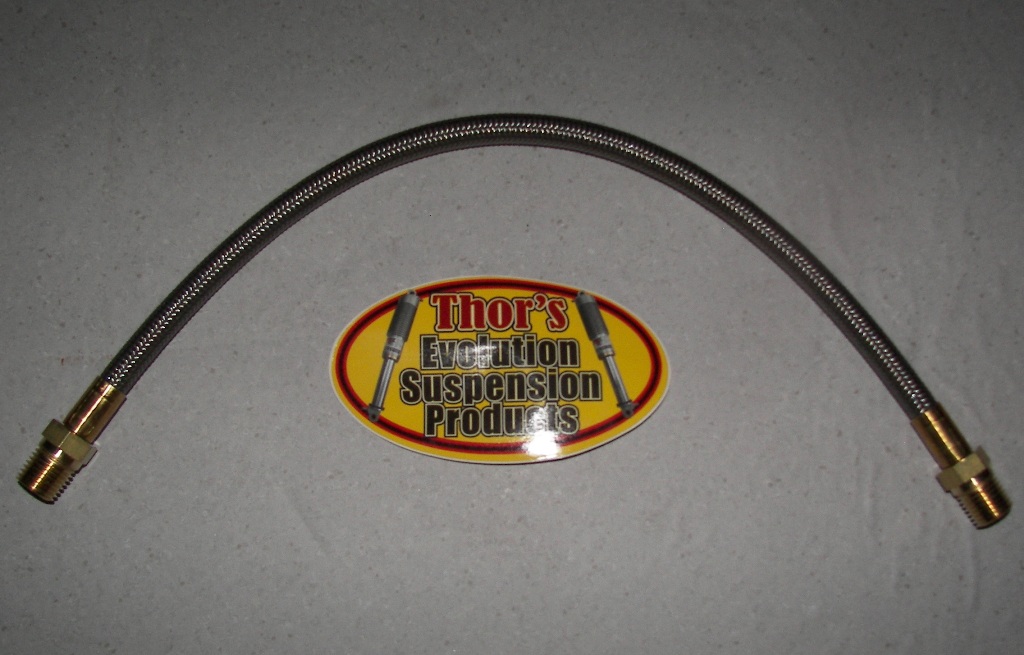 Thor's
Evolution
Suspension
Products